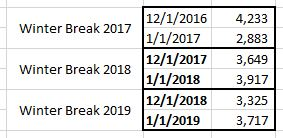 Winter Break 2017 12/1/2016 4,233
1/1/2017 2,883
Winter Break 2018 12/1/2017 3,649
1/1/2018 3,917
Winter Break 2019 12/1/2018 3,325
1/1/2019 3,717